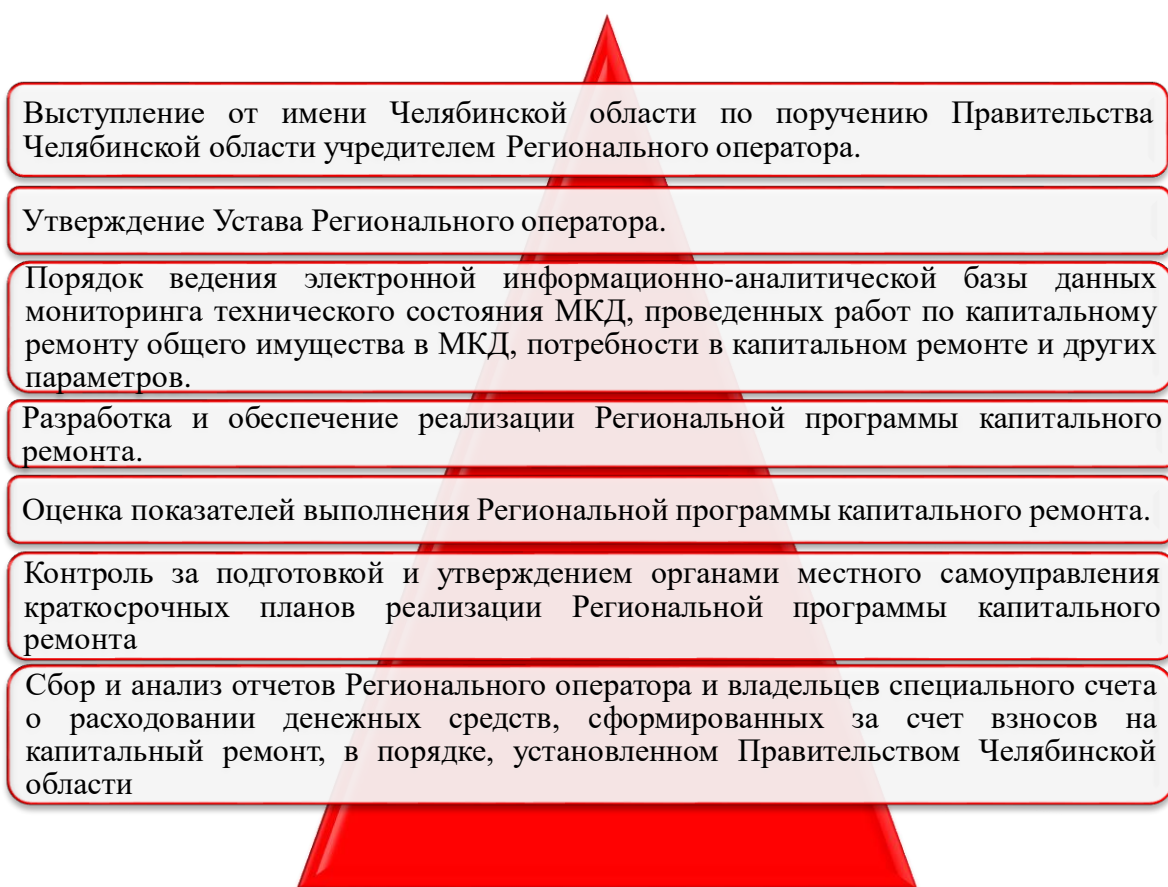 Выступление от имени Челябинской области по поручению Правительства
Челябинской области учредителем Регионального оператора.
Утверждение Устава Регионального оператора.
Порядок ведения электронной информационно-аналитической базы данных
мониторинга технического состояния МКД, проведенных работ по капитальному
ремонту общего имущества в МКД, потребности в капитальном ремонте и других
параметров.
Разработка и обеспечение реализации Региональной программы капитального
ремонта.
Оценка показателей выполнения Региональной программы капитального ремонта.
Контроль за подготовкой и утверждением органами местного самоуправления
краткосрочных планов реализации Региональной программы капитального
ремонта
Сбор и анализ отчетов Регионального оператора и владельцев специального счета
о расходовании денежных средств, сформированных за счет взносов на
капитальный ремонт, в порядке, установленном Правительством Челябинской
области